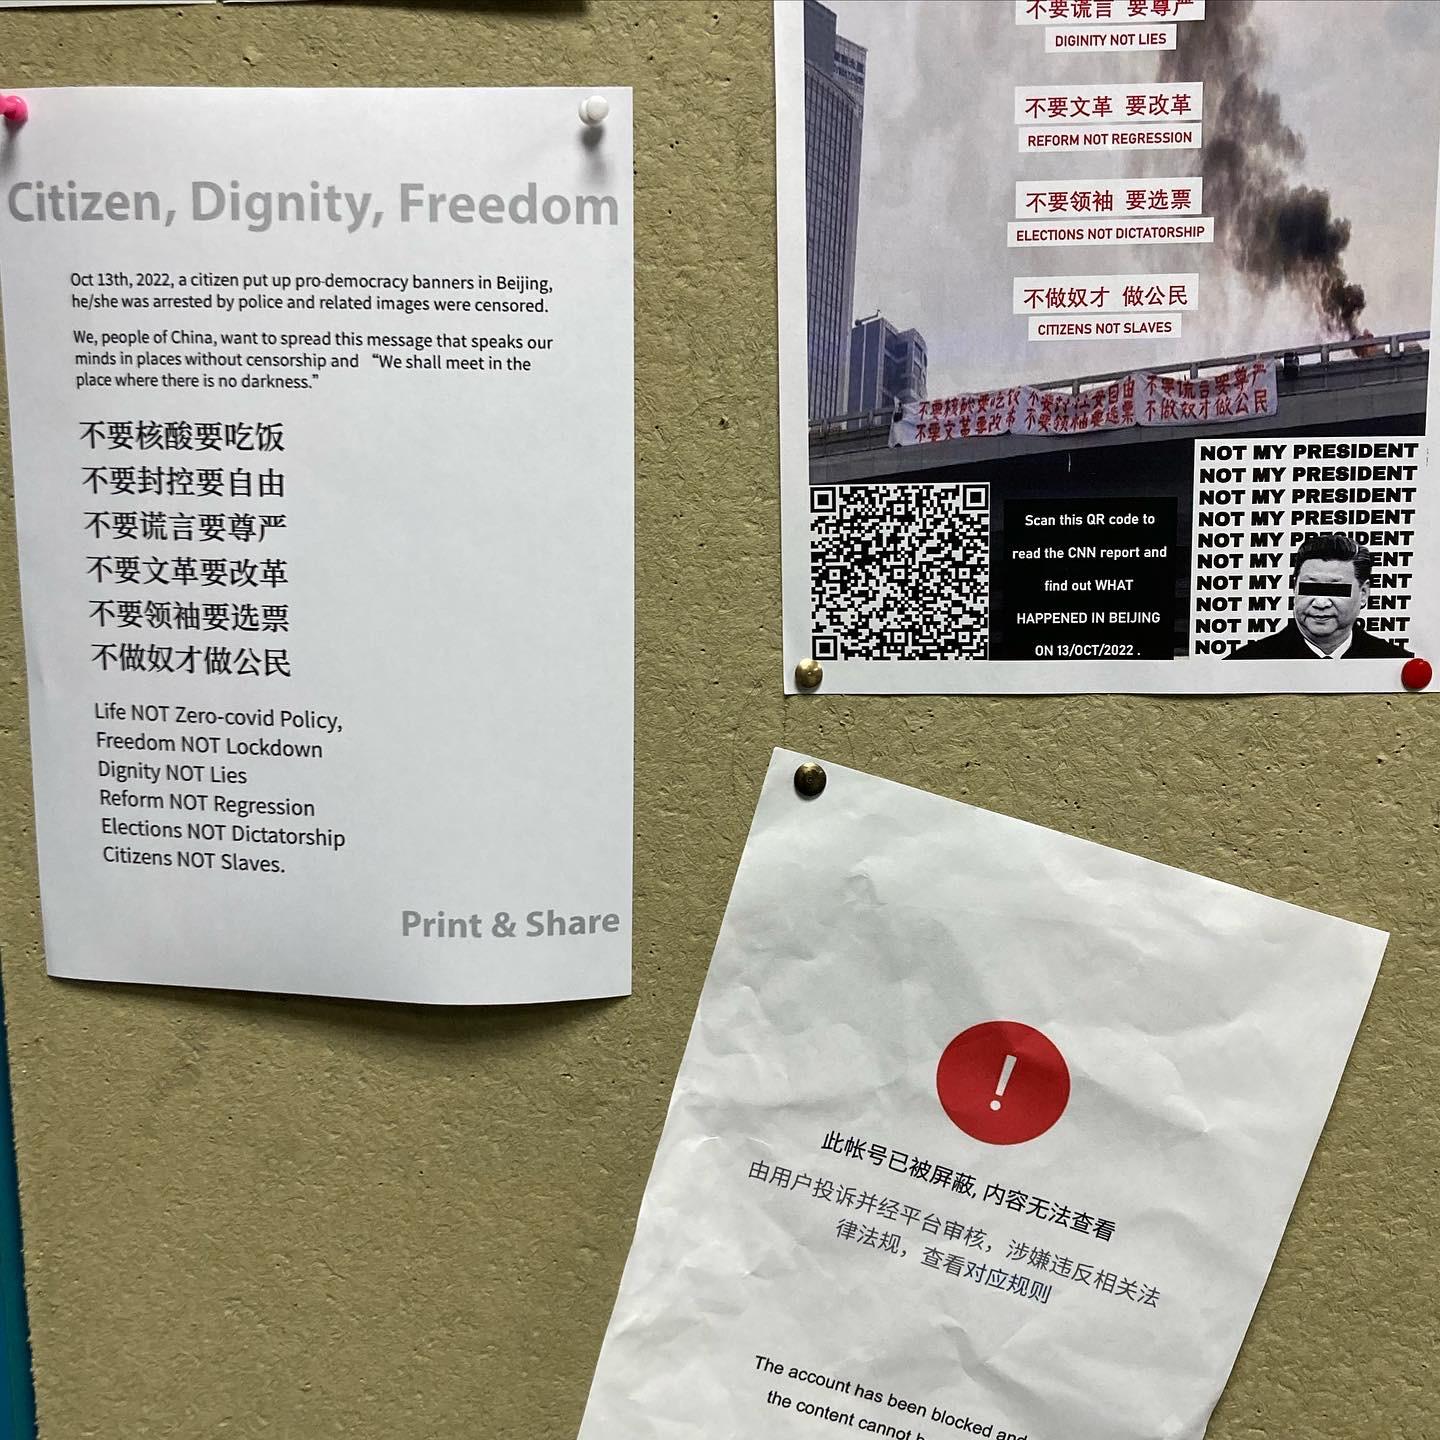 Citizen, Dignity, Freedom
Oct 13th, 2022, a citizen put up pro-democracy banners in Beijing,
he/she was arrested by police and related images were censored.
We, people of China, want to spread this message that speaks our
minds in places without censorship and “We shall meet in the
place where there is no darkness.”
不要核酸要吃饭
不要封控要自由
不要谎言要尊严
不要文革要改革
不要领袖要选票
不做奴才做公民
Life NOT Zero-covid Policy,
Freedom NOT Lockdown
Dignity NOT Lies
Reform NOT Regression
Elections NOT Dictatorship
Citizens NOT Slaves.
Print & Share
不要谎言 要尊严
DIGINITY NOT LIES
不要文革 要改革
REFORM NOT REGRESSION
不要领袖 要选票
ELECTIONS NOT DICTATORSHIP
不做奴才 做公民
CITIZENS NOT SLAVES
不要核酸要吃饭 不要封控要自由 不要谎言要尊严
不要文革要改革 不要领袖要选票 不做奴才做公民
Scan this QR code to
read the CNN report and
find out WHAT
HAPPENED IN BEIJING
ON 13/OCT/2022 .
NOT MY PRESIDENT
NOT MY PRESIDENT
NOT MY PRESIDENT
NOT MY PRESIDENT
NOT MY PRESIDENT
NOT MY DENT
NOT MY ENT
NOT MY ENT
NOT MY DENT
NOT
此帐号已被屏蔽, 内容无法查看
由用户投诉并经平台审核，涉嫌违反相关法
律法规，查看对应规则
The account has been blocked and
the content cannot